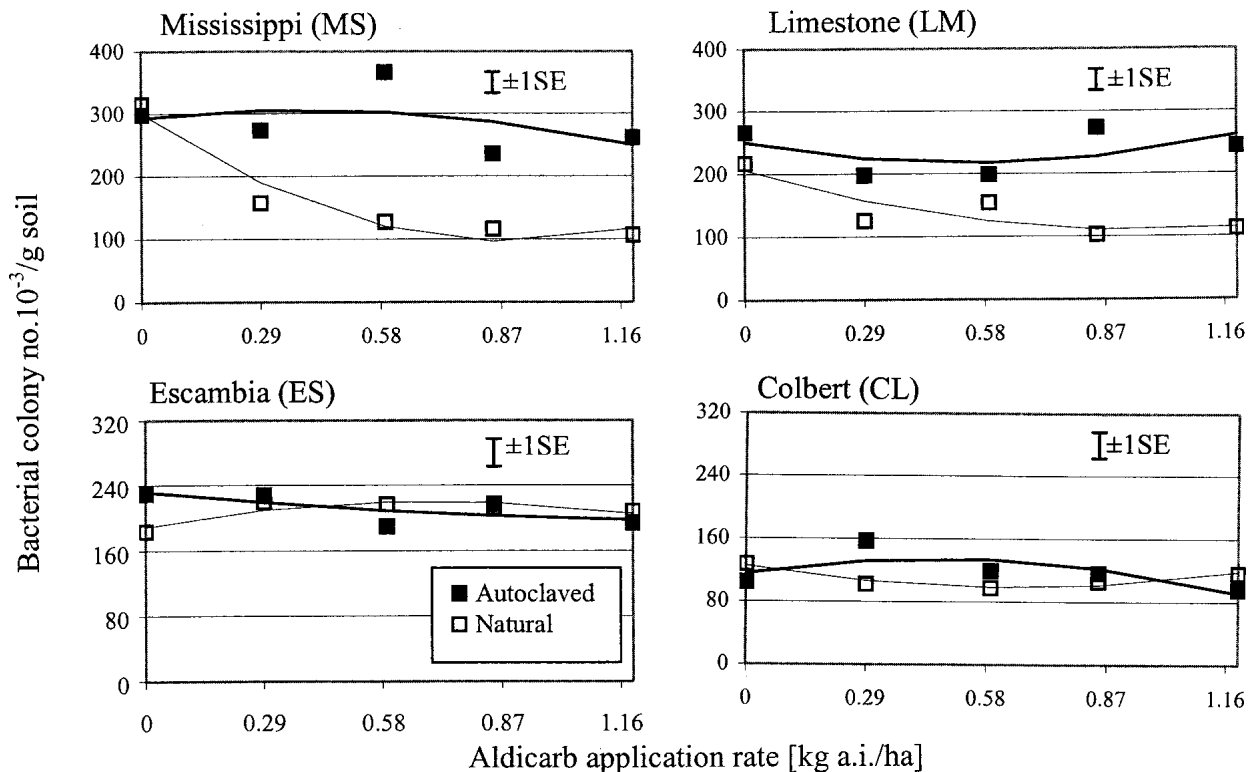 Mississippi (MS)
400
300
200
100
0
±1SE
0 0.29 0.58 0.87 1.16
Limestone (LM)
400
300
200
100
0
±1SE
0 0.29 0.58 0.87 1.16
Bacterial colony no.10⁻³/g soil
Escambia (ES)
320
240
160
80
0
±1SE
Autoclaved
Natural
0 0.29 0.58 0.87 1.16
Colbert (CL)
320
240
160
80
0
±1SE
0 0.29 0.58 0.87 1.16
Aldicarb application rate [kg a.i./ha]